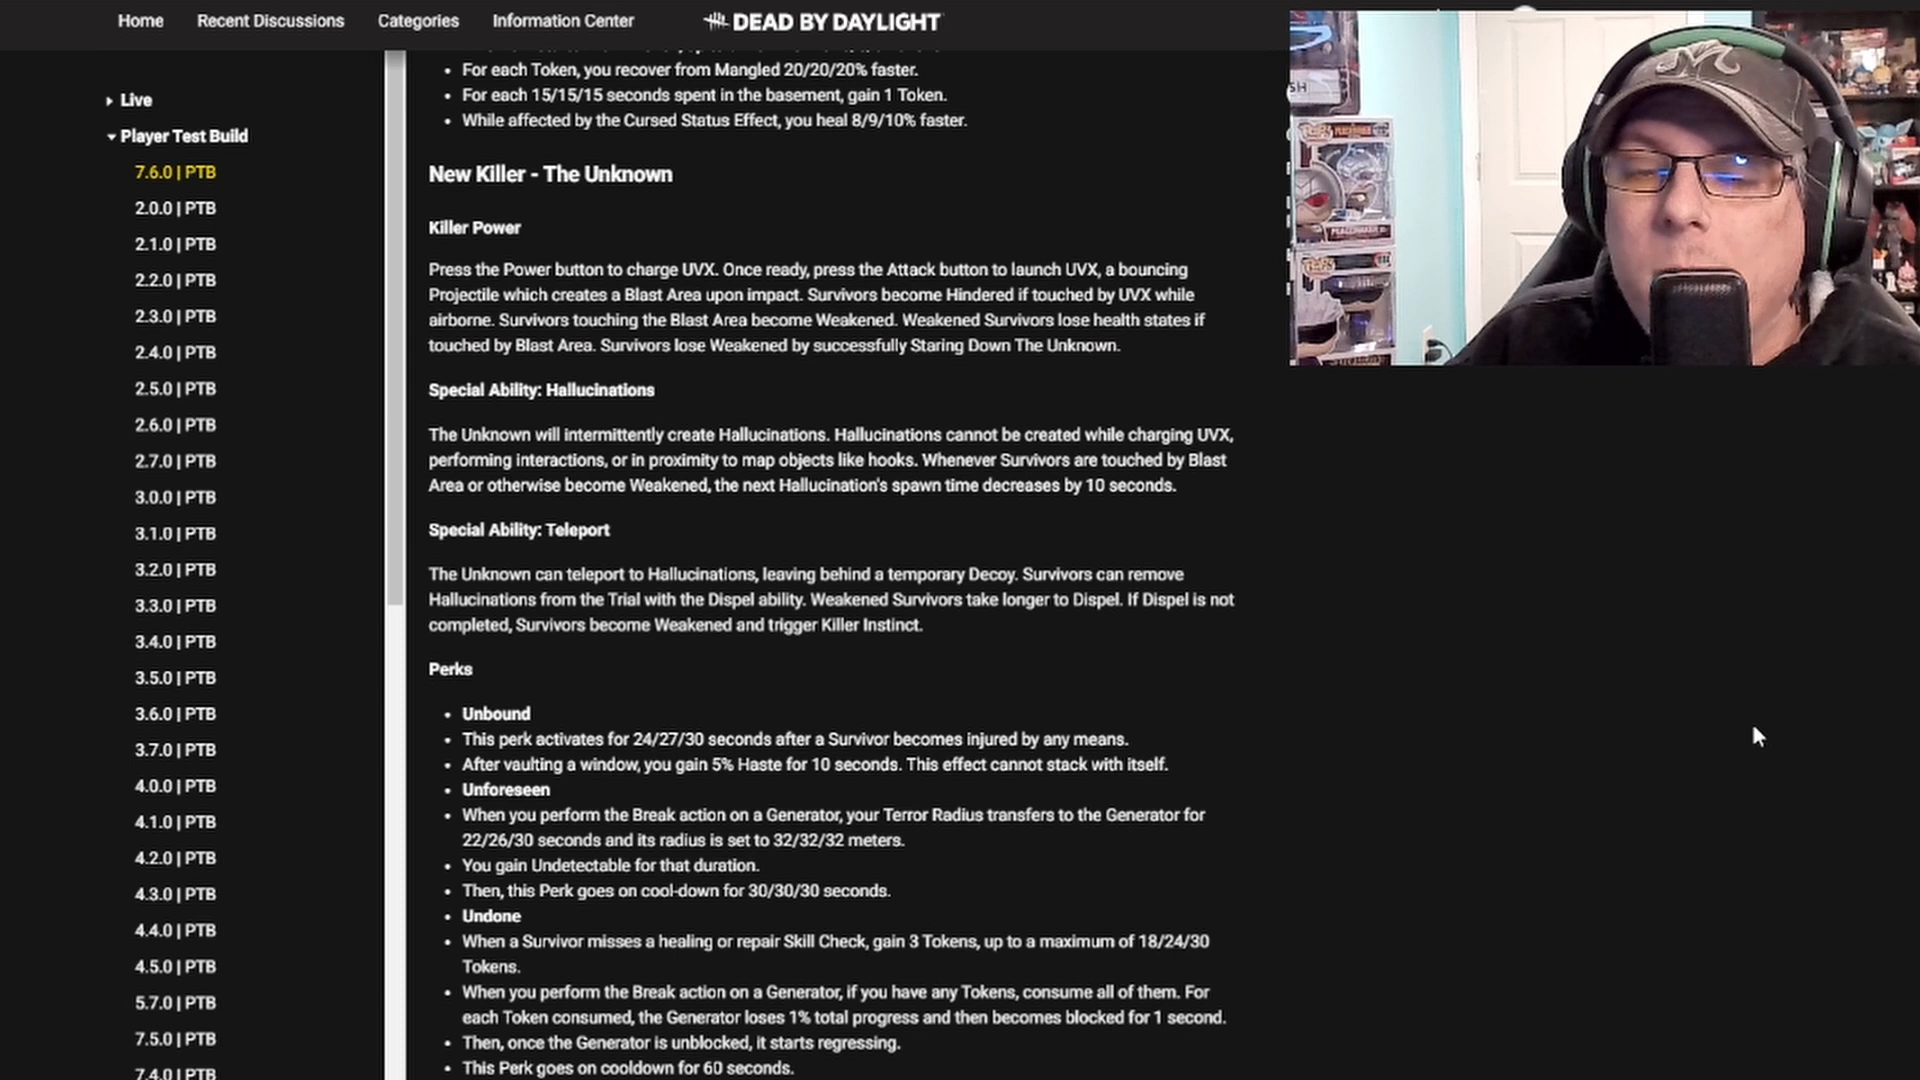 Home Recent Discussions Categories Information Center DEAD BY DAYLIGHT
Live
Player Test Build
7.6.0 | PTB
2.0.0 | PTB
2.1.0 | PTB
2.2.0 | PTB
2.3.0 | PTB
2.4.0 | PTB
2.5.0 | PTB
2.6.0 | PTB
2.7.0 | PTB
3.0.0 | PTB
3.1.0 | PTB
3.2.0 | PTB
3.3.0 | PTB
3.4.0 | PTB
3.5.0 | PTB
3.6.0 | PTB
3.7.0 | PTB
4.0.0 | PTB
4.1.0 | PTB
4.2.0 | PTB
4.3.0 | PTB
4.4.0 | PTB
4.5.0 | PTB
5.7.0 | PTB
7.5.0 | PTB
7.4.0 | PTB
• For each Token, you recover from Mangled 20/20/20% faster.
• For each 15/15/15 seconds spent in the basement, gain 1 Token.
• While affected by the Cursed Status Effect, you heal 8/9/10% faster.
New Killer - The Unknown
Killer Power
Press the Power button to charge UVX. Once ready, press the Attack button to launch UVX, a bouncing
Projectile which creates a Blast Area upon impact. Survivors become Hindered if touched by UVX while
airborne. Survivors touching the Blast Area become Weakened. Weakened Survivors lose health states if
touched by Blast Area. Survivors lose Weakened by successfully Staring Down The Unknown.
Special Ability: Hallucinations
The Unknown will intermittently create Hallucinations. Hallucinations cannot be created while charging UVX,
performing interactions, or in proximity to map objects like hooks. Whenever Survivors are touched by Blast
Area or otherwise become Weakened, the next Hallucination's spawn time decreases by 10 seconds.
Special Ability: Teleport
The Unknown can teleport to Hallucinations, leaving behind a temporary Decoy. Survivors can remove
Hallucinations from the Trial with the Dispel ability. Weakened Survivors take longer to Dispel. If Dispel is not
completed, Survivors become Weakened and trigger Killer Instinct.
Perks
• Unbound
• This perk activates for 24/27/30 seconds after a Survivor becomes injured by any means.
• After vaulting a window, you gain 5% Haste for 10 seconds. This effect cannot stack with itself.
• Unforeseen
• When you perform the Break action on a Generator, your Terror Radius transfers to the Generator for
22/26/30 seconds and its radius is set to 32/32/32 meters.
• You gain Undetectable for that duration.
• Then, this Perk goes on cool-down for 30/30/30 seconds.
• Undone
• When a Survivor misses a healing or repair Skill Check, gain 3 Tokens, up to a maximum of 18/24/30
Tokens.
• When you perform the Break action on a Generator, if you have any Tokens, consume all of them. For
each Token consumed, the Generator loses 1% total progress and then becomes blocked for 1 second.
• Then, once the Generator is unblocked, it starts regressing.
• This Perk goes on cooldown for 60 seconds.